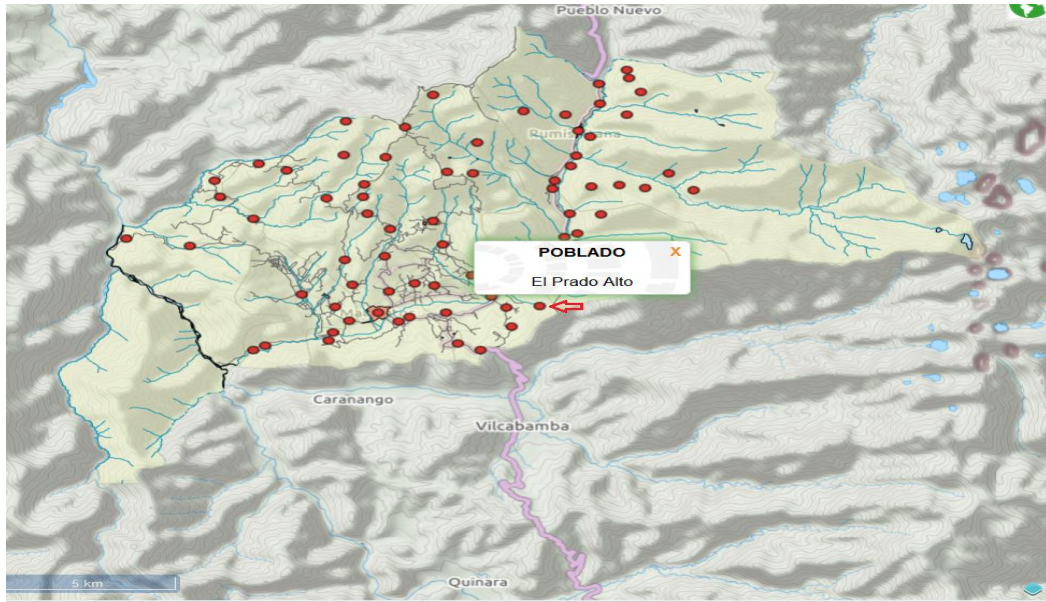 Pueblo Nuevo
POBLADO
X
El Prado Alto
Caranango
Vilcabamba
5 km
Quinara